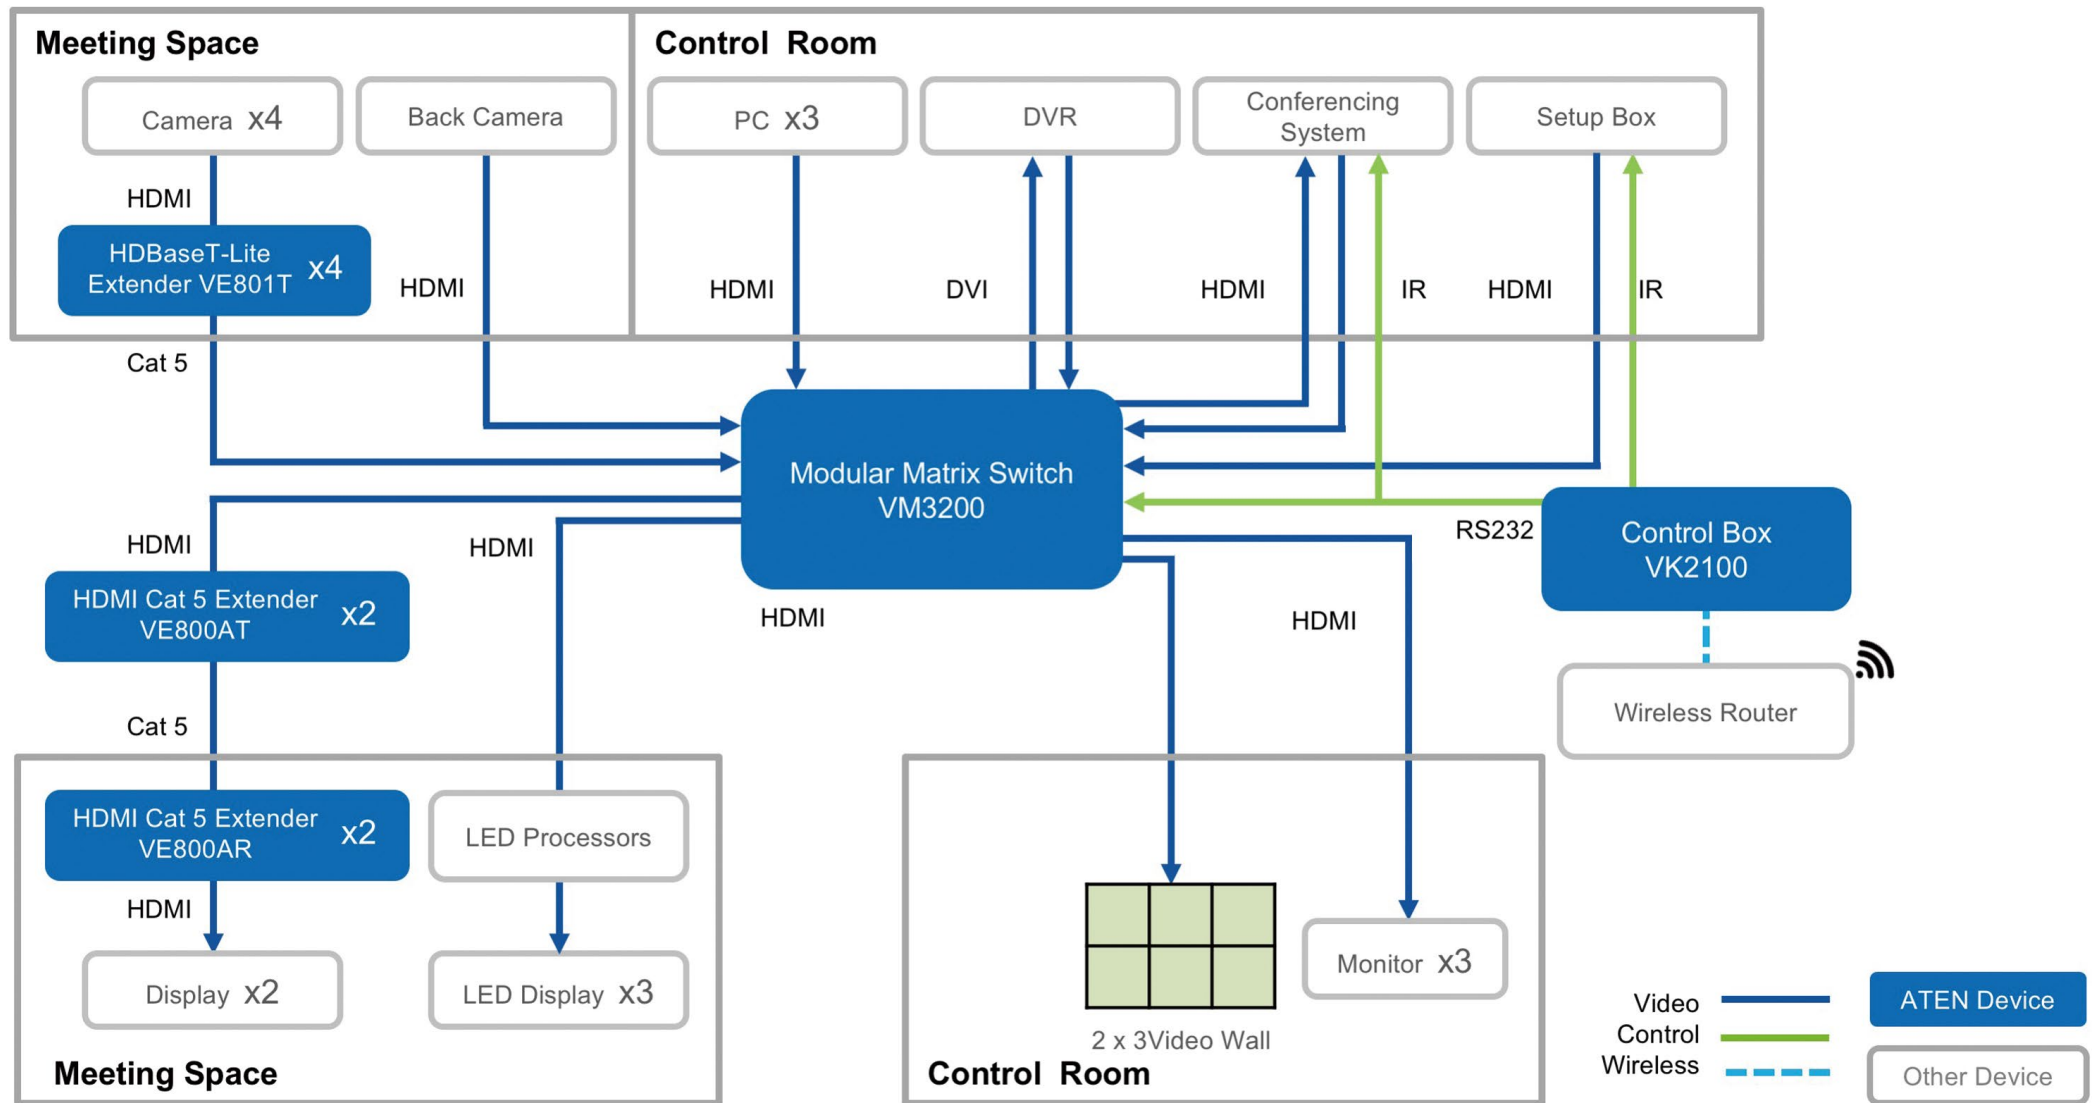 Meeting Space
Control Room
Camera x4
Back Camera
PC x3
DVR
Conferencing
System
Setup Box
HDMI
HDBaseT-Lite
Extender VE801T x4
HDMI
HDMI
DVI
HDMI
IR
HDMI
IR
Cat 5
Modular Matrix Switch
VM3200
RS232
Control Box
VK2100
HDMI
HDMI
HDMI Cat 5 Extender
VE800AT x2
HDMI
HDMI
Wireless Router
Cat 5
HDMI Cat 5 Extender
VE800AR x2
LED Processors
HDMI
Display x2
LED Display x3
Monitor x3
2 x 3Video Wall
Meeting Space
Control Room
Video
Control
Wireless
ATEN Device
Other Device